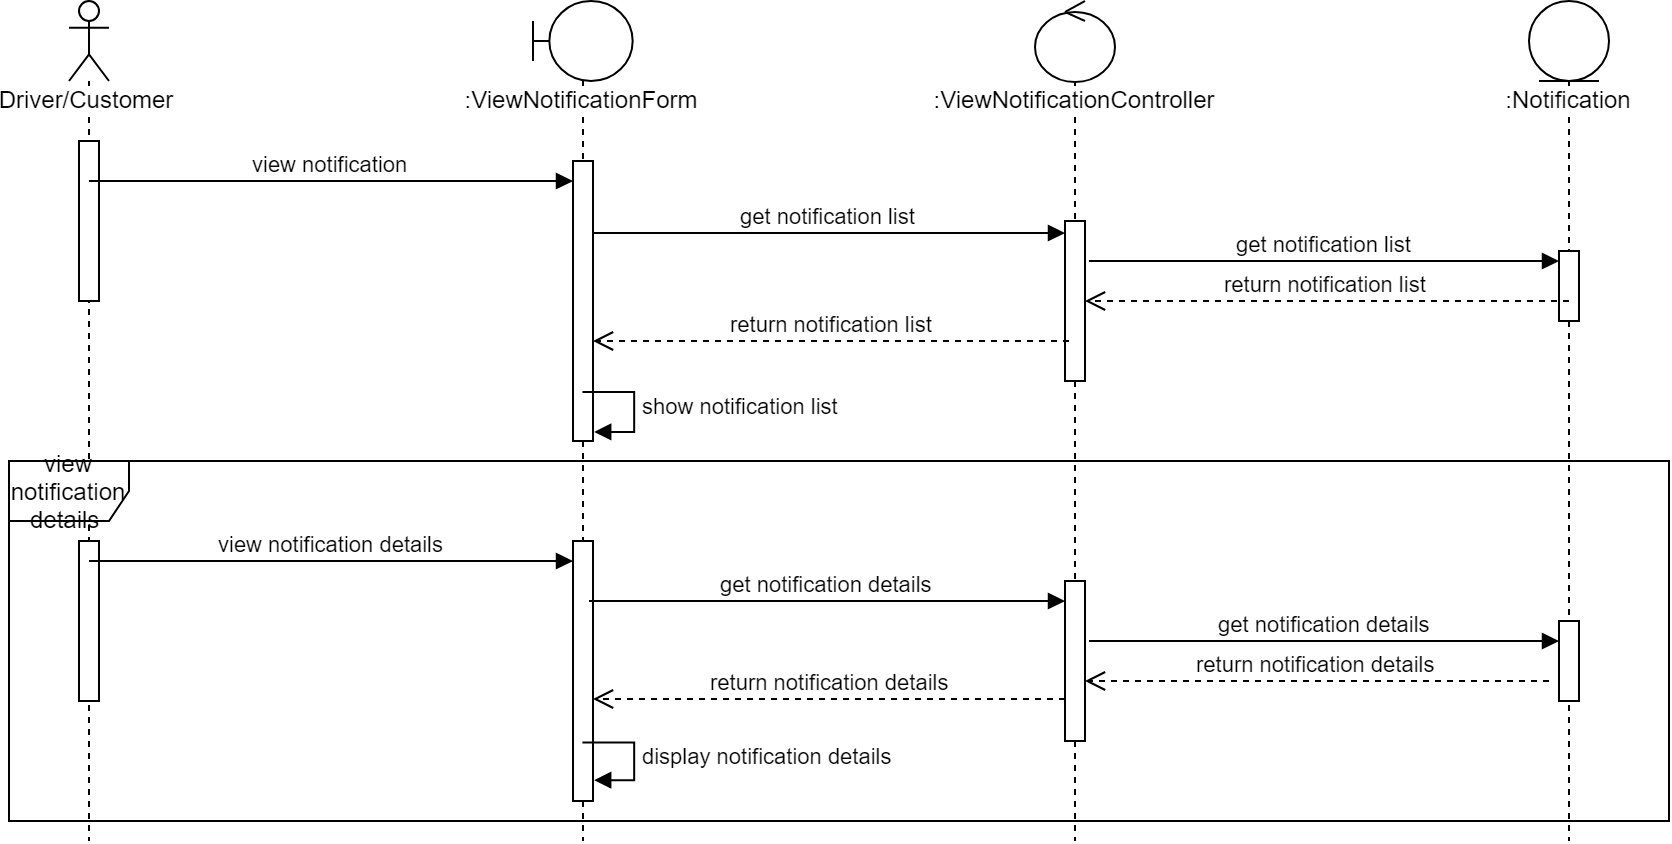 Driver/Customer
:ViewNotificationForm
:ViewNotificationController
:Notification
view notification
get notification list
get notification list
return notification list
return notification list
show notification list
view
notification
details
view notification details
get notification details
get notification details
return notification details
return notification details
display notification details